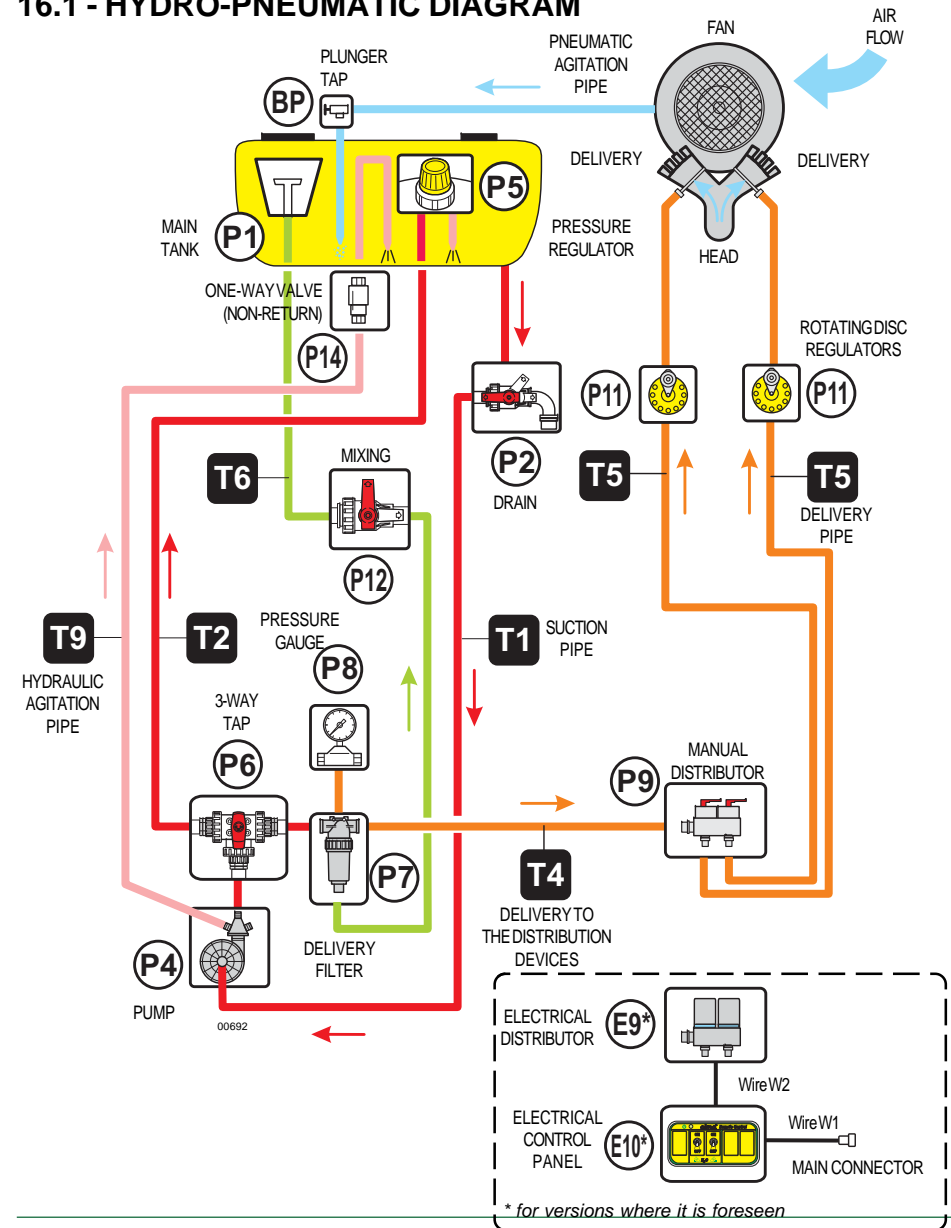 16.1 - HYDRO-PNEUMATIC DIAGRAM
AIR
FLOW
FAN
PNEUMATIC
AGITATION
PIPE
PLUNGER
TAP
BP
DELIVERY
DELIVERY
P5
P1
MAIN
TANK
PRESSURE
REGULATOR
HEAD
ONE-WAY VALVE
(NON-RETURN)
P14
ROTATING DISC
REGULATORS
P11
P11
P2
DRAIN
MIXING
T6
P12
T5
T5
DELIVERY
PIPE
T9
HYDRAULIC
AGITATION
PIPE
T2
PRESSURE
GAUGE
P8
T1
SUCTION
PIPE
3-WAY
TAP
P6
MANUAL
DISTRIBUTOR
P9
P7
T4
DELIVERY TO
THE DISTRIBUTION
DEVICES
DELIVERY
FILTER
P4
PUMP
00692
ELECTRICAL
DISTRIBUTOR
E9*
Wire W2
ELECTRICAL
CONTROL
PANEL
E10*
Wire W1
MAIN CONNECTOR
* for versions where it is foreseen